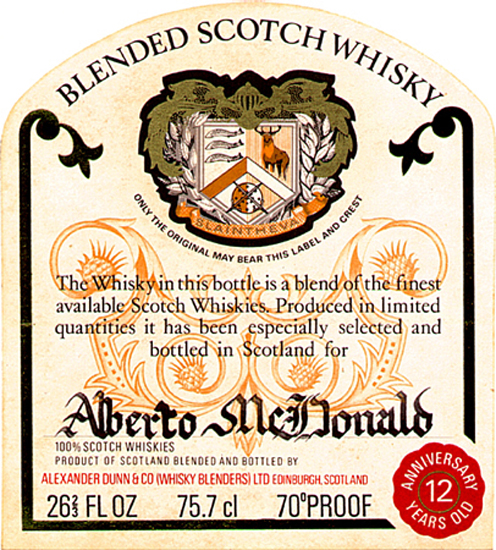 BLENDED SCOTCH WHISKY
SLAINTHEVA
ONLY THE ORIGINAL MAY BEAR THIS LABEL AND CREST
The Whisky in this bottle is a blend of the finest
available Scotch Whiskies. Produced in limited
quantities it has been especially selected and
bottled in Scotland for
Alberto McDonald
100% SCOTCH WHISKIES
PRODUCT OF SCOTLAND BLENDED AND BOTTLED BY
ALEXANDER DUNN & CO (WHISKY BLENDERS) LTD EDINBURGH, SCOTLAND
26⅔ FL OZ 75.7 cl 70⁰PROOF
ANNIVERSARY
12
YEARS OLD